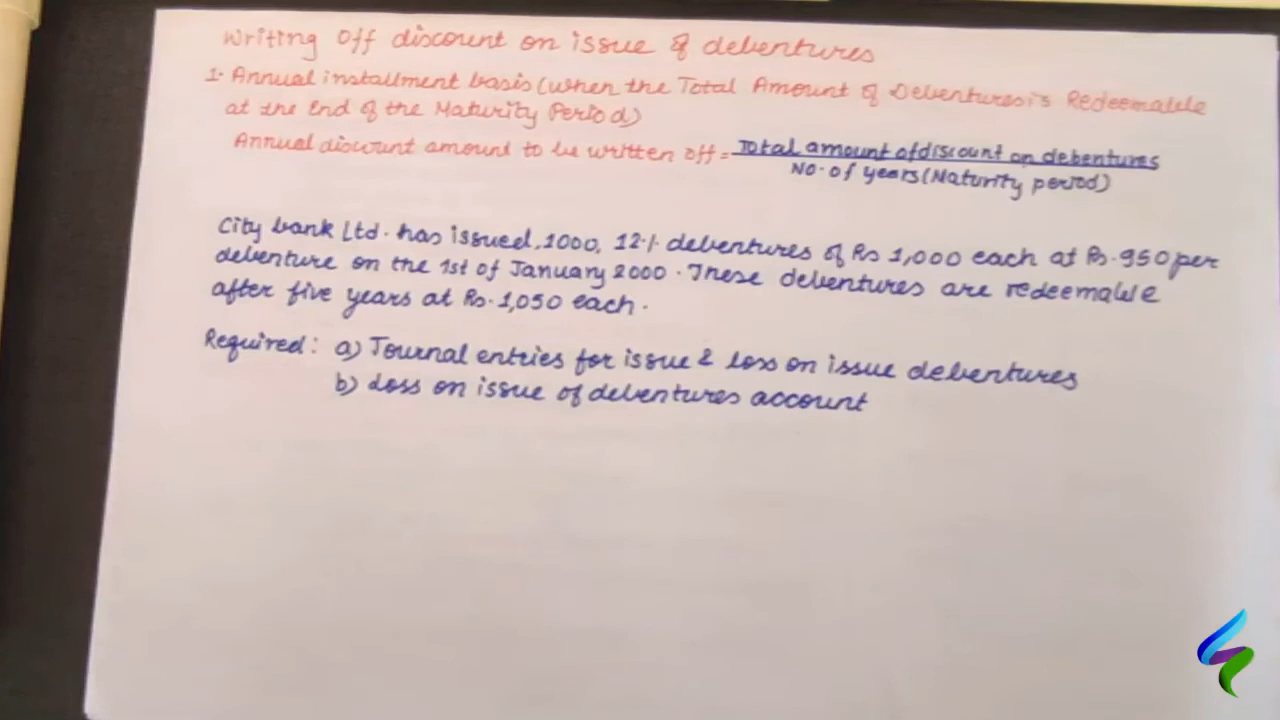 Writing off discount on issue of debentures
1. Annual installment basis (when the Total Amount of Debentures is Redeemable
at the End of the Maturity Period)
Annual discount amount to be written off = Total amount of discount on debentures
No. of years (Maturity period)
City bank Ltd. has issued, 1000, 12% debentures of Rs 1,000 each at Rs. 950 per
debenture on the 1st of January 2000. These debentures are redeemable
after five years at Rs. 1,050 each.
Required: a) Journal entries for issue & loss on issue debentures
b) Loss on issue of debentures account